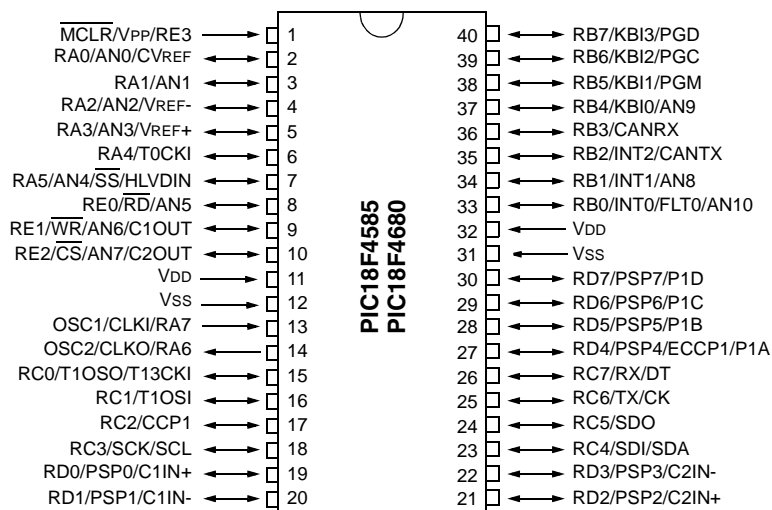 MCLR/VPP/RE3 1
RA0/AN0/CVREF 2
RA1/AN1 3
RA2/AN2/VREF- 4
RA3/AN3/VREF+ 5
RA4/T0CKI 6
RA5/AN4/SS/HLVDIN 7
RE0/RD/AN5 8
RE1/WR/AN6/C1OUT 9
RE2/CS/AN7/C2OUT 10
VDD 11
VSS 12
OSC1/CLKI/RA7 13
OSC2/CLKO/RA6 14
RC0/T1OSO/T13CKI 15
RC1/T1OSI 16
RC2/CCP1 17
RC3/SCK/SCL 18
RD0/PSP0/C1IN+ 19
RD1/PSP1/C1IN- 20
PIC18F4585
PIC18F4680
40 RB7/KBI3/PGD
39 RB6/KBI2/PGC
38 RB5/KBI1/PGM
37 RB4/KBI0/AN9
36 RB3/CANRX
35 RB2/INT2/CANTX
34 RB1/INT1/AN8
33 RB0/INT0/FLT0/AN10
32 VDD
31 VSS
30 RD7/PSP7/P1D
29 RD6/PSP6/P1C
28 RD5/PSP5/P1B
27 RD4/PSP4/ECCP1/P1A
26 RC7/RX/DT
25 RC6/TX/CK
24 RC5/SDO
23 RC4/SDI/SDA
22 RD3/PSP3/C2IN-
21 RD2/PSP2/C2IN+